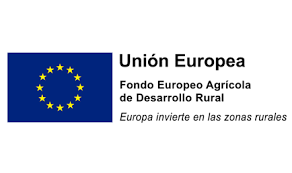 Unión Europea
Fondo Europeo Agrícola
de Desarrollo Rural
Europa invierte en las zonas rurales